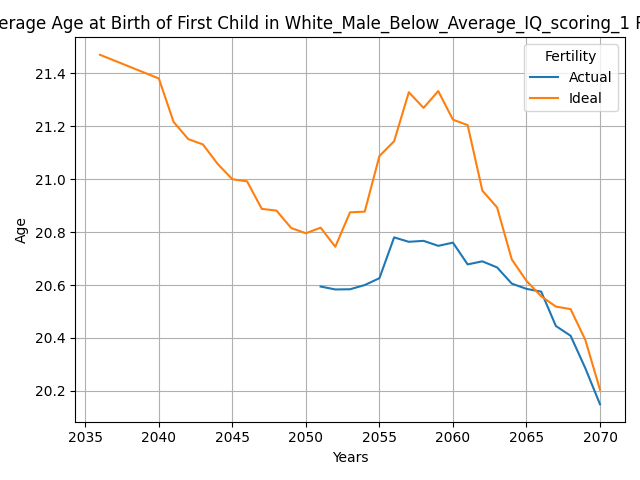 erage Age at Birth of First Child in White_Male_Below_Average_IQ_scoring_1
Fertility
Actual
Ideal
21.4
21.2
21.0
20.8
20.6
20.4
20.2
Age
2035 2040 2045 2050 2055 2060 2065 2070
Years